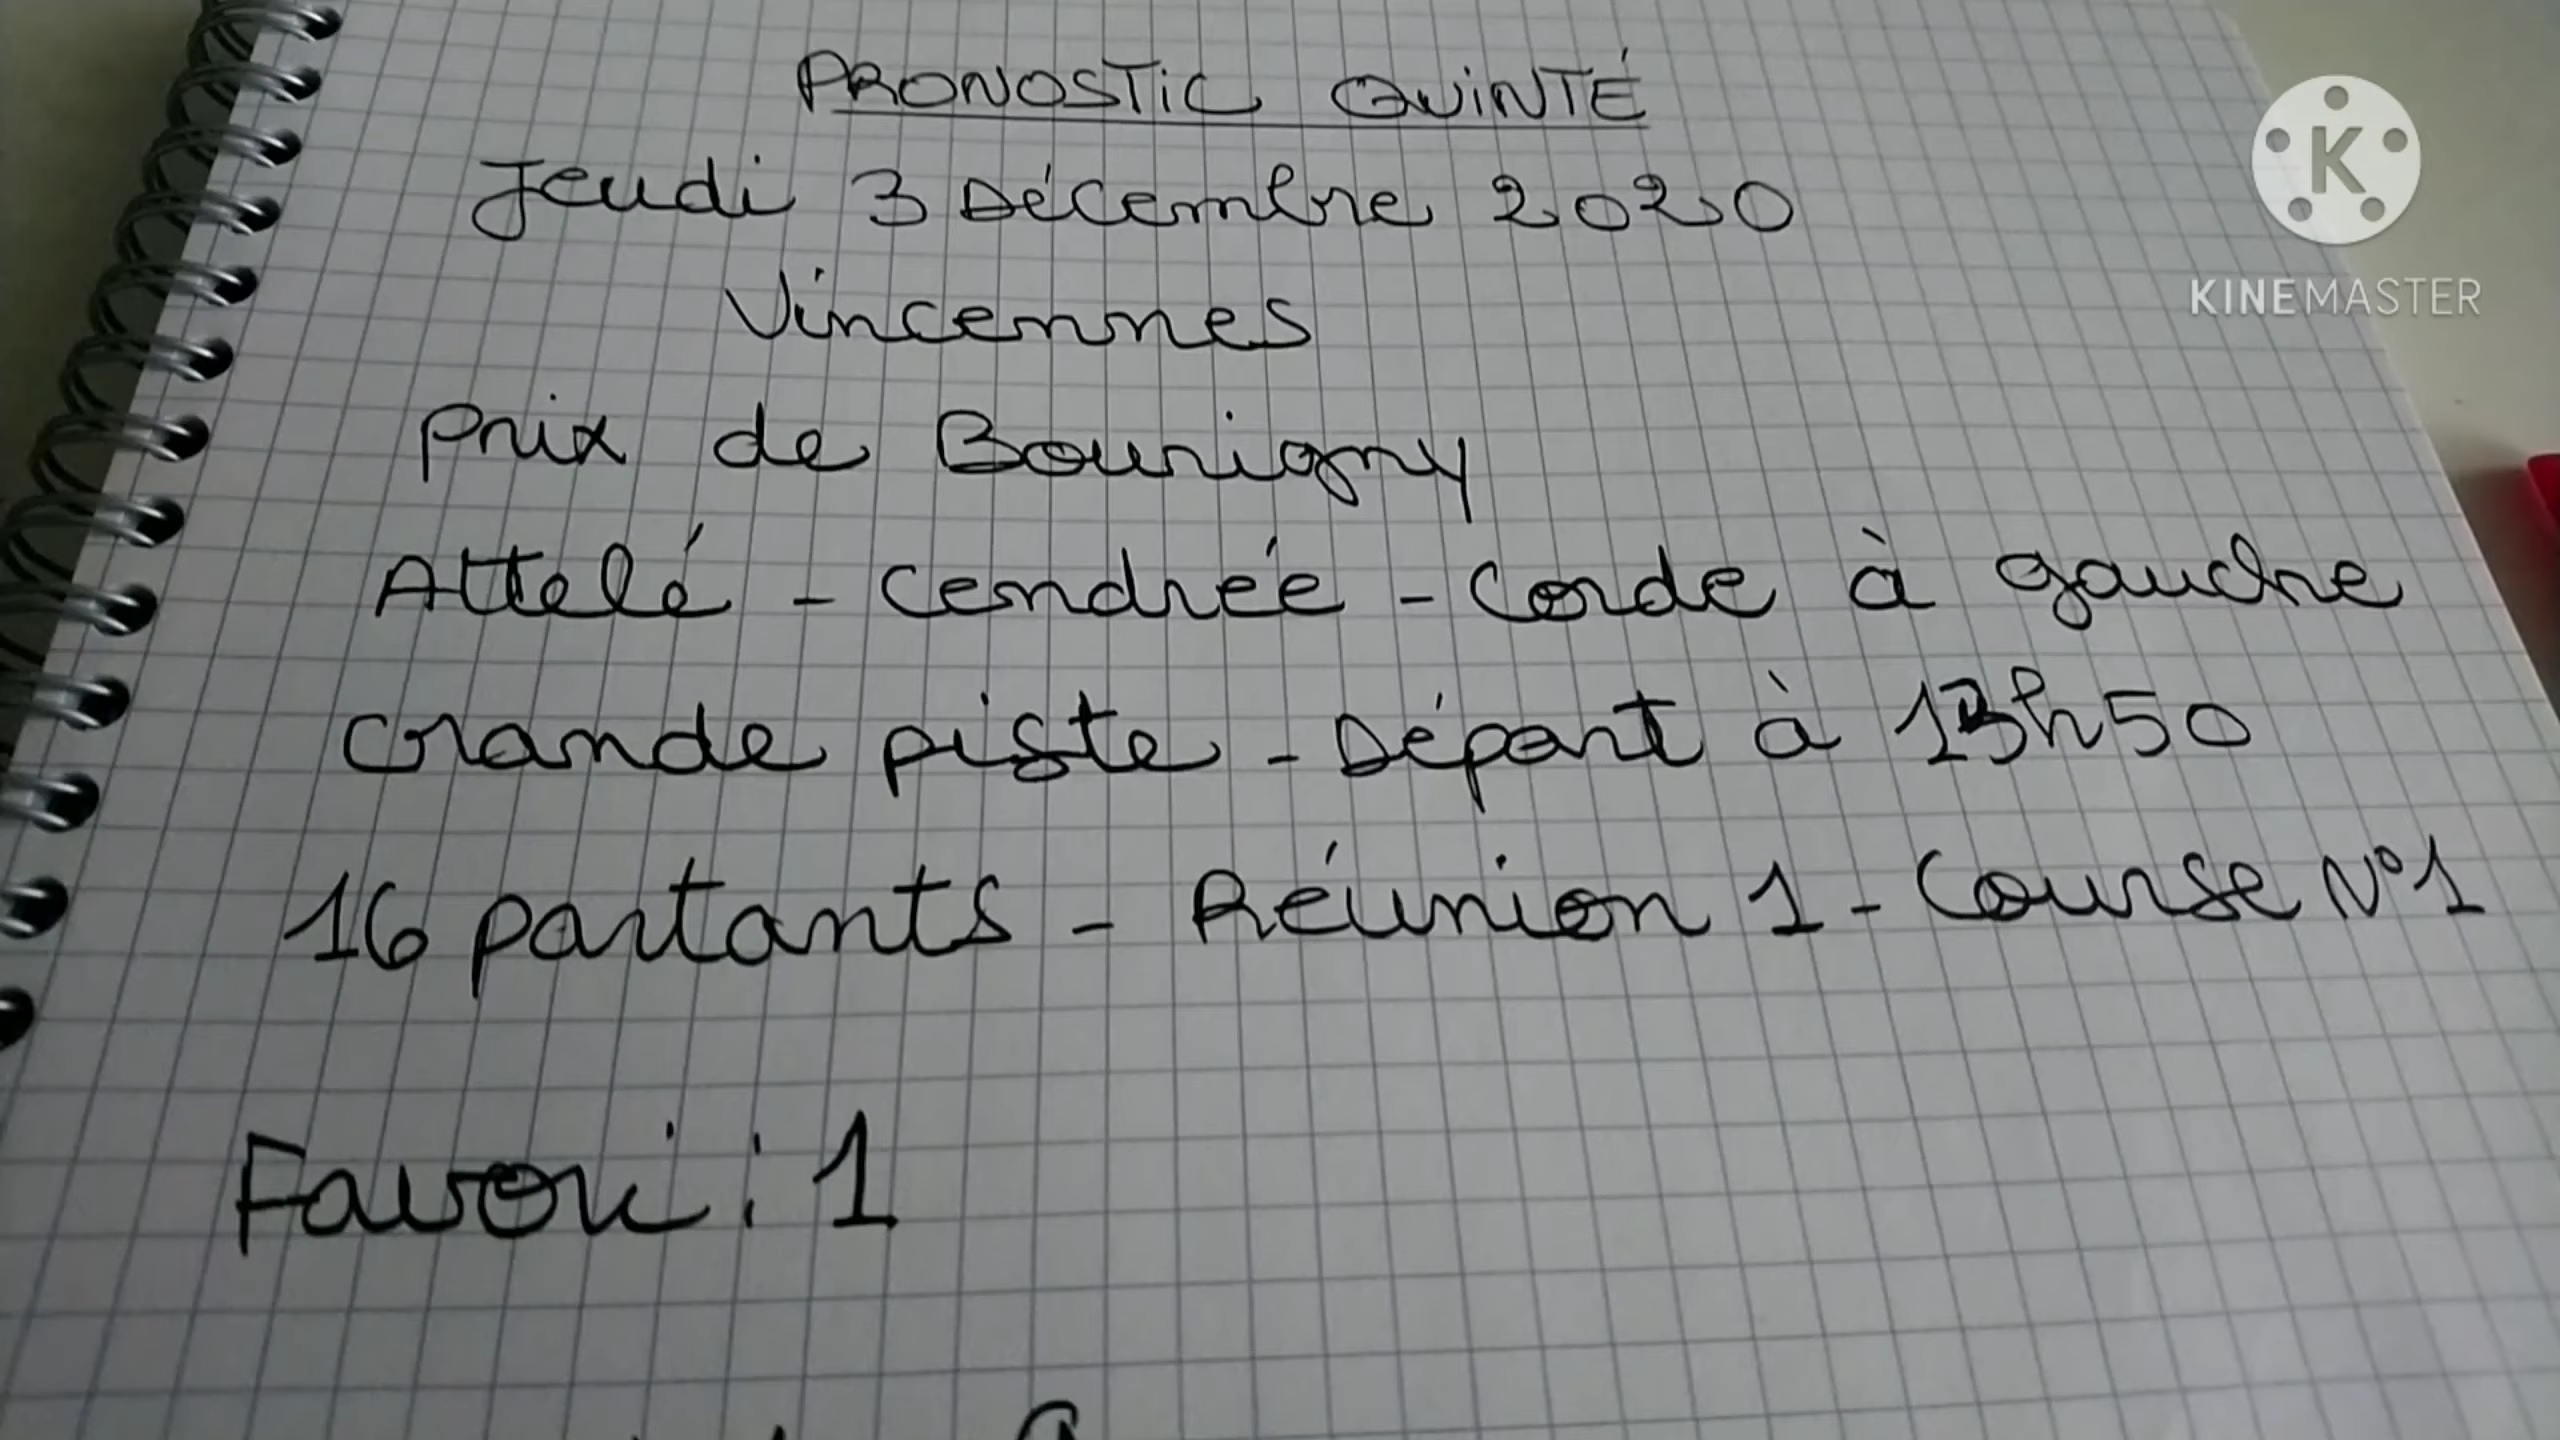 PRONOSTIC QUINTÉ
Jeudi 3 Décembre 2020
Vincennes
Prix de Bourigny
Attelé - Cendrée - Corde à gauche
Grande piste - Départ à 13h50
16 partants - Réunion 1 - Course N°1
Favori : 1
KINEMASTER